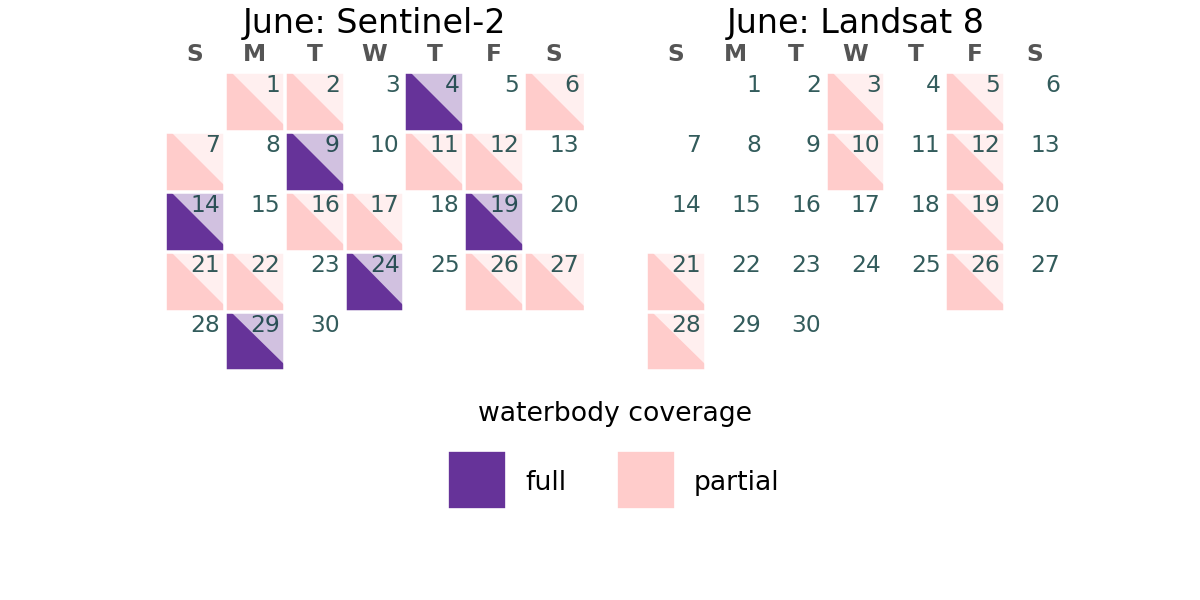 June: Sentinel-2
S M T W T F S
1 2 3 4 5 6
7 8 9 10 11 12 13
14 15 16 17 18 19 20
21 22 23 24 25 26 27
28 29 30
June: Landsat 8
S M T W T F S
1 2 3 4 5 6
7 8 9 10 11 12 13
14 15 16 17 18 19 20
21 22 23 24 25 26 27
28 29 30
waterbody coverage
full partial